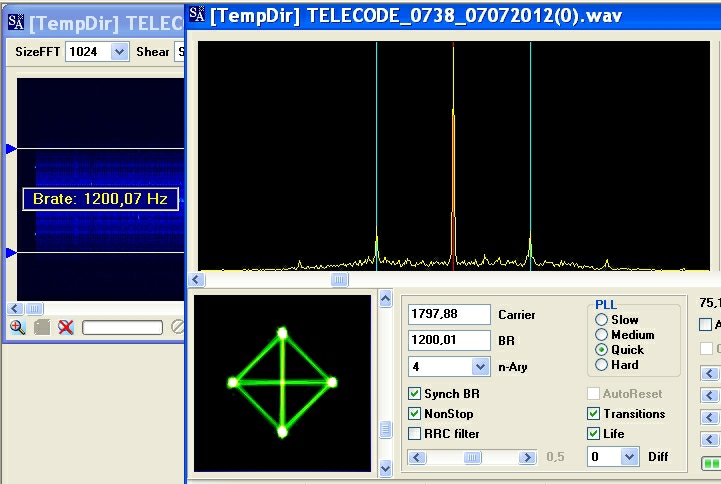 SA [TempDir] TELEC
SizeFFT 1024 Shear S
Brate: 1200,07 Hz
SA [TempDir] TELECODE_0738_07072012(0).wav
1797,88 Carrier
1200,01 BR
4 n-Ary
Synch BR
NonStop
RRC filter
0,5
PLL
Slow
Medium
Quick
Hard
AutoReset
Transitions
Life
0 Diff
75,1
A